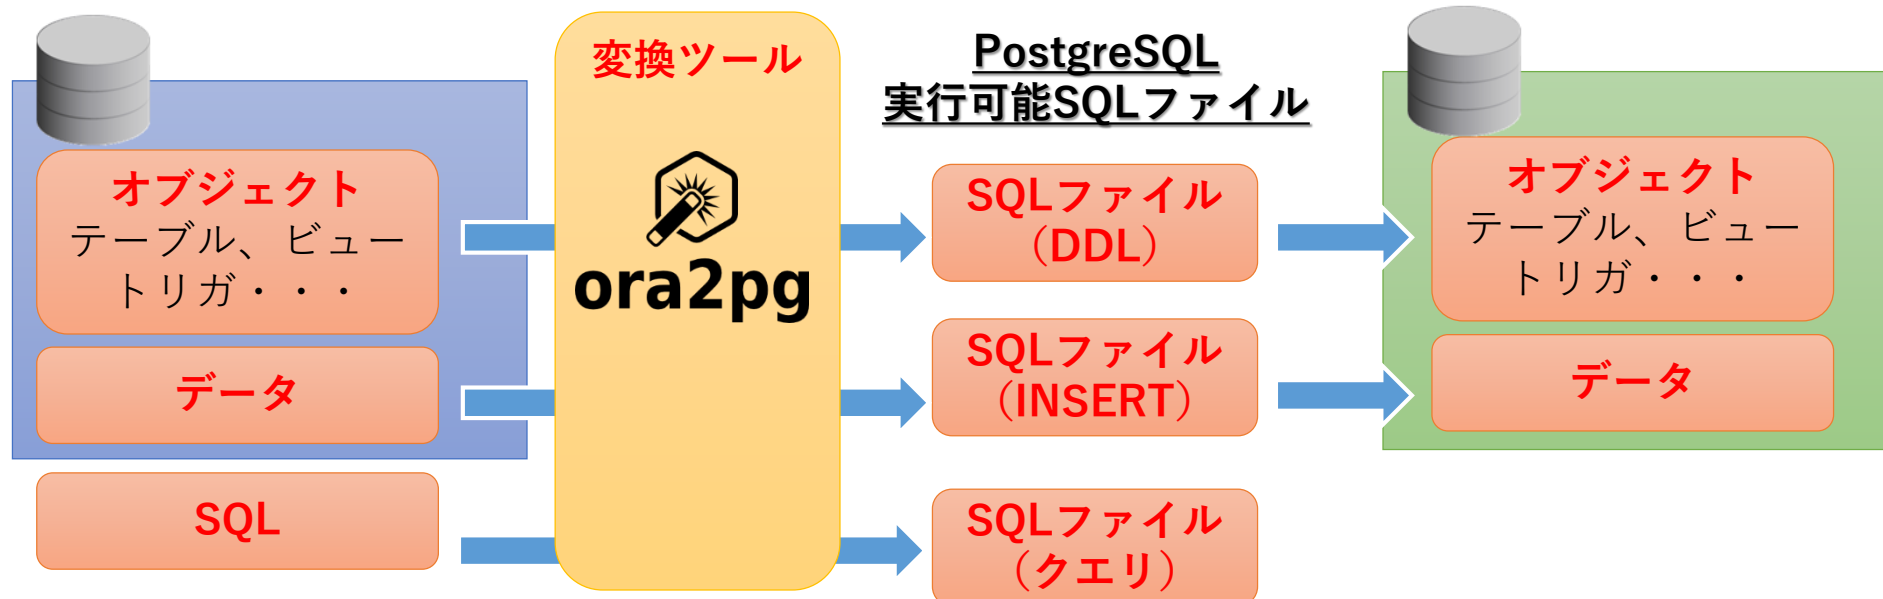 変換ツール
ora2pg
PostgreSQL
実行可能SQLファイル
オブジェクト
テーブル、ビュー
トリガ・・・
データ
SQL
SQLファイル
（DDL）
SQLファイル
（INSERT）
SQLファイル
（クエリ）
オブジェクト
テーブル、ビュー
トリガ・・・
データ